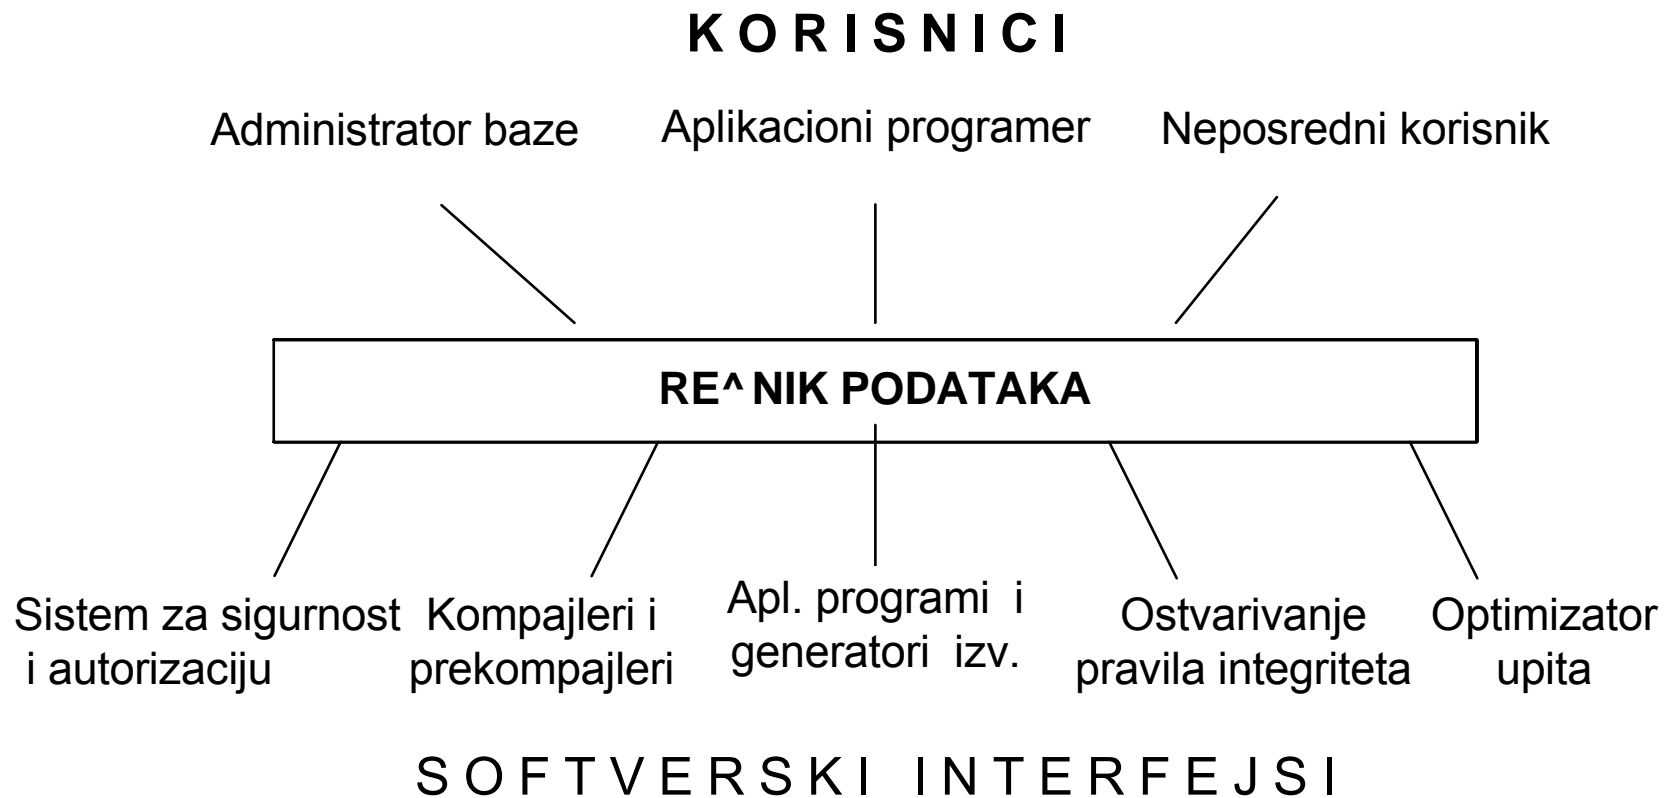 K O R I S N I C I
Administrator baze
Aplikacioni programer
Neposredni korisnik
RE^NIK PODATAKA
Sistem za sigurnost
i autorizaciju
Kompajleri i
prekompajleri
Apl. programi i
generatori izv.
Ostvarivanje
pravila integriteta
Optimizator
upita
S O F T V E R S K I I N T E R F E J S I